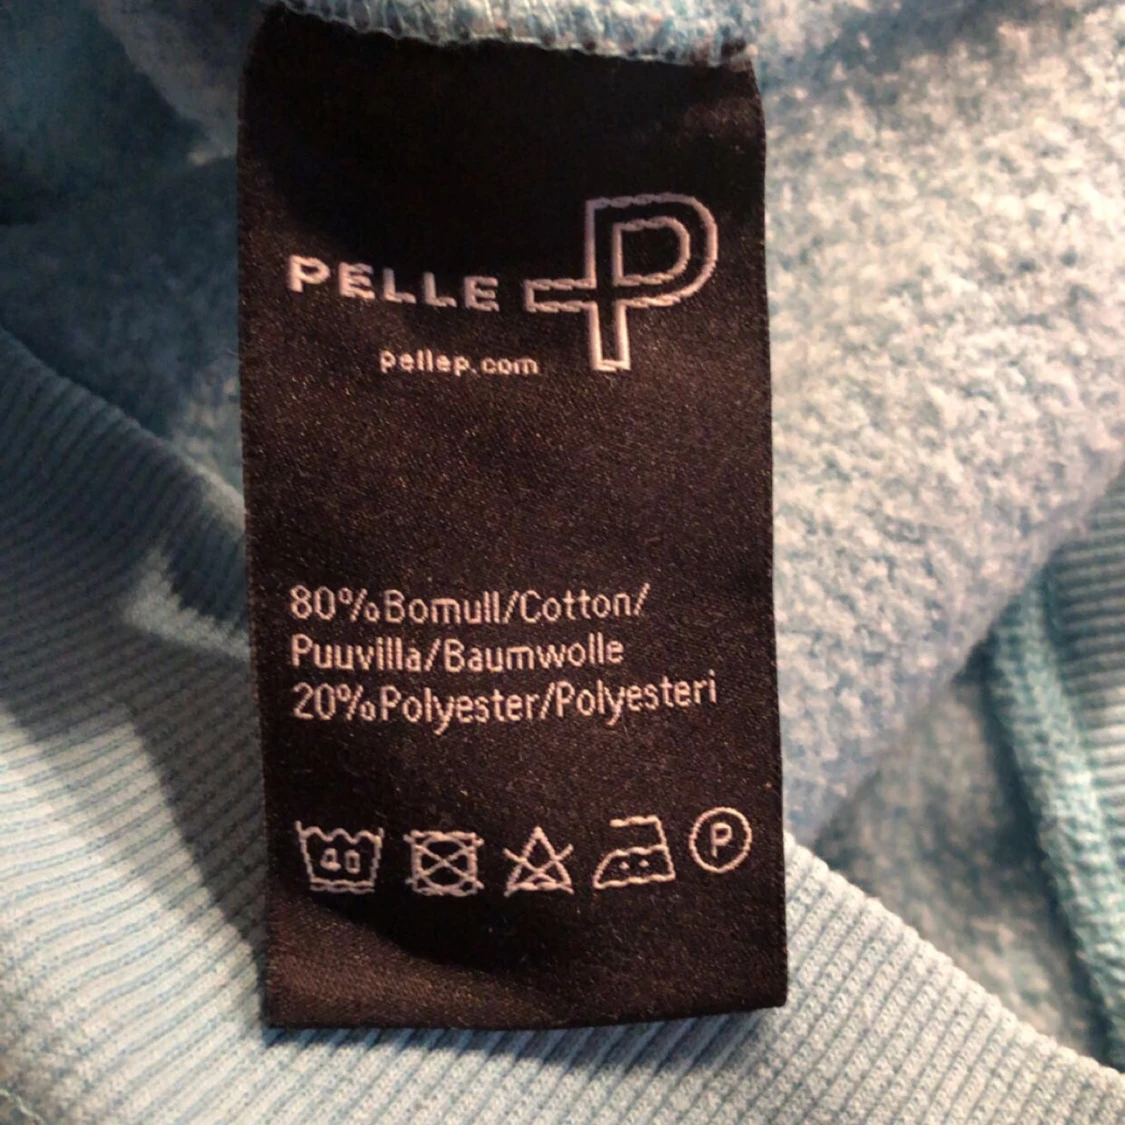 PELLE P
pellep.com
80%Bomull/Cotton/
Puuvilla/Baumwolle
20%Polyester/Polyesteri
40 P